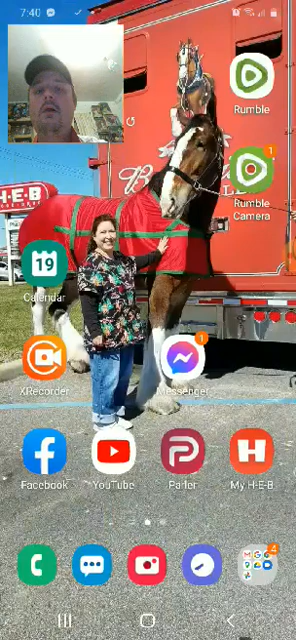 7:40
Rumble
1
Rumble
Camera
H-E-B
19
Calendar
XRecorder
1
Messenger
Facebook
YouTube
Parler
H
My H-E-B
4